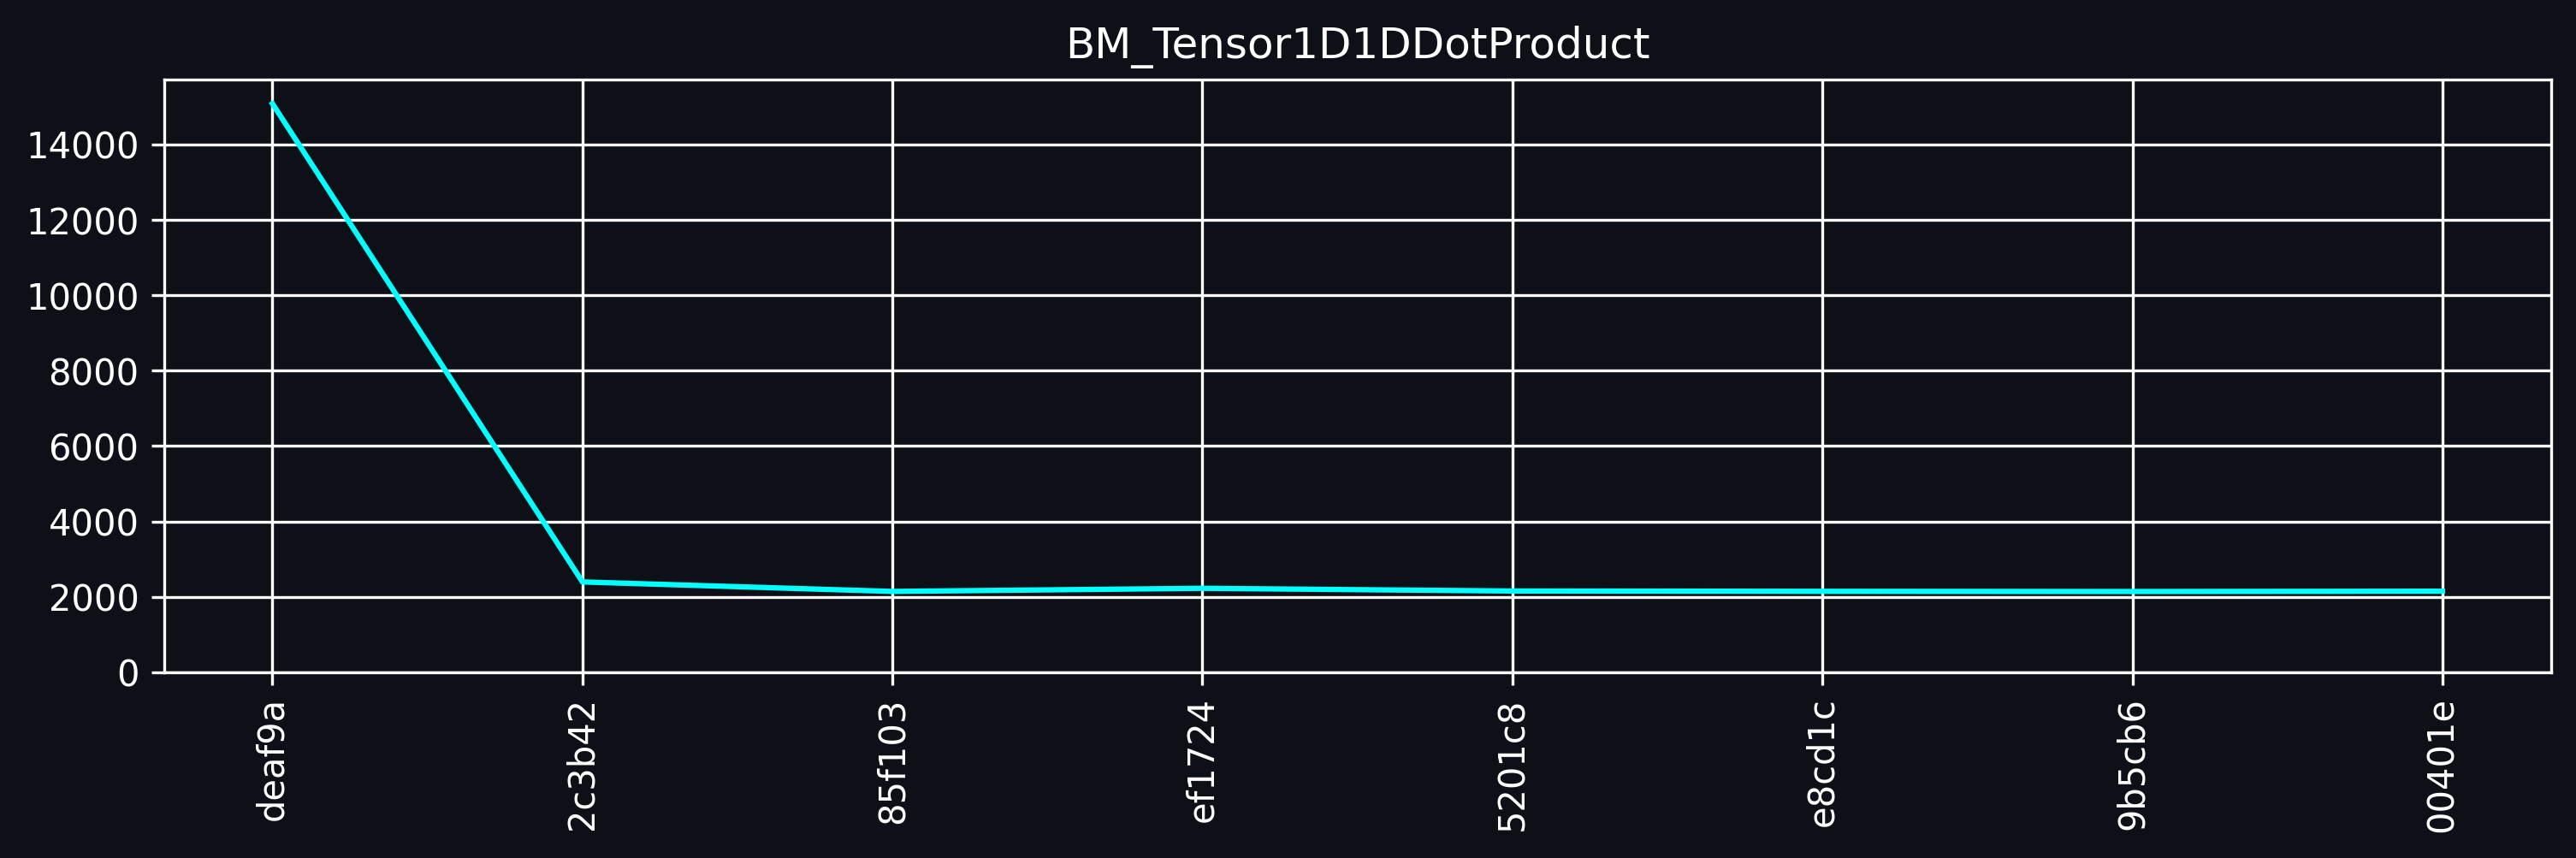 BM_Tensor1D1DDotProduct
14000
12000
10000
8000
6000
4000
2000
0
deaf9a
2c3b42
85f103
ef1724
5201c8
e8cd1c
9b5cb6
00401e